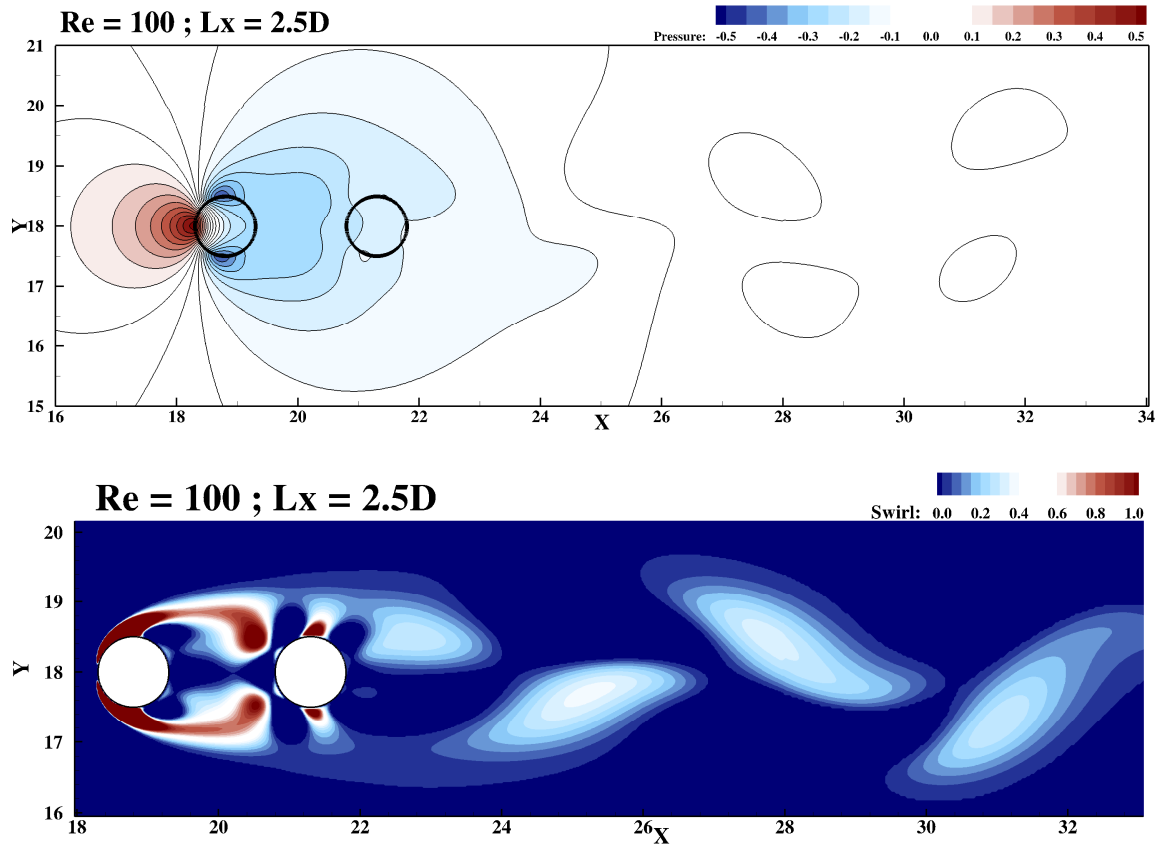 Re = 100 ; Lx = 2.5D
Pressure: -0.5 -0.4 -0.3 -0.2 -0.1 0.0 0.1 0.2 0.3 0.4 0.5
21
20
19
18
17
16
15
Y
16 18 20 22 24 26 28 30 32 34
X
Re = 100 ; Lx = 2.5D
Swirl: 0.0 0.2 0.4 0.6 0.8 1.0
20
19
18
17
16
Y
18 20 22 24 26 28 30 32
X